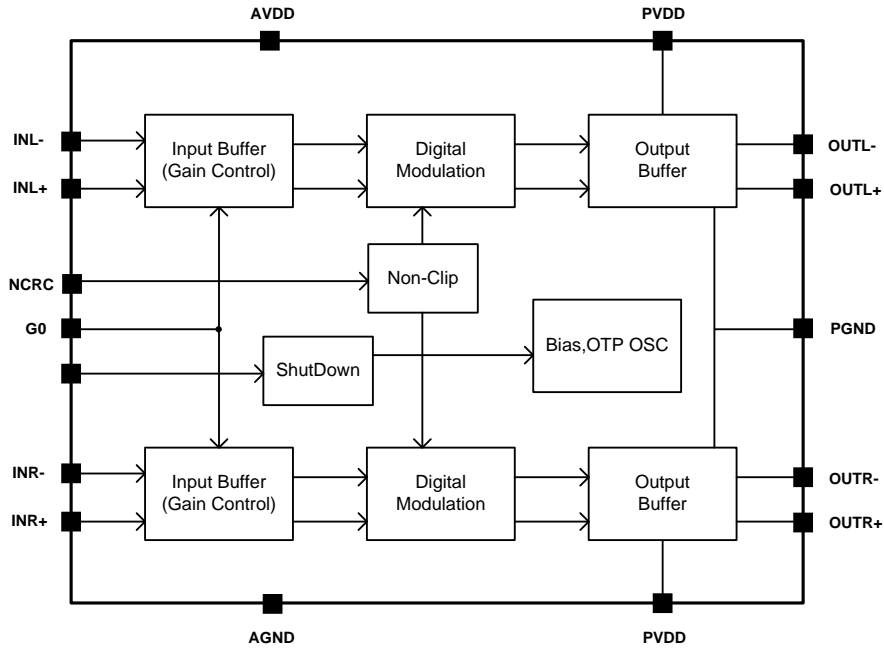 AVDD
PVDD
INL-
INL+
Input Buffer
(Gain Control)
Digital
Modulation
Output
Buffer
OUTL-
OUTL+
NCRC
Non-Clip
G0
PGND
ShutDown
Bias,OTP OSC
INR-
INR+
Input Buffer
(Gain Control)
Digital
Modulation
Output
Buffer
OUTR-
OUTR+
AGND
PVDD